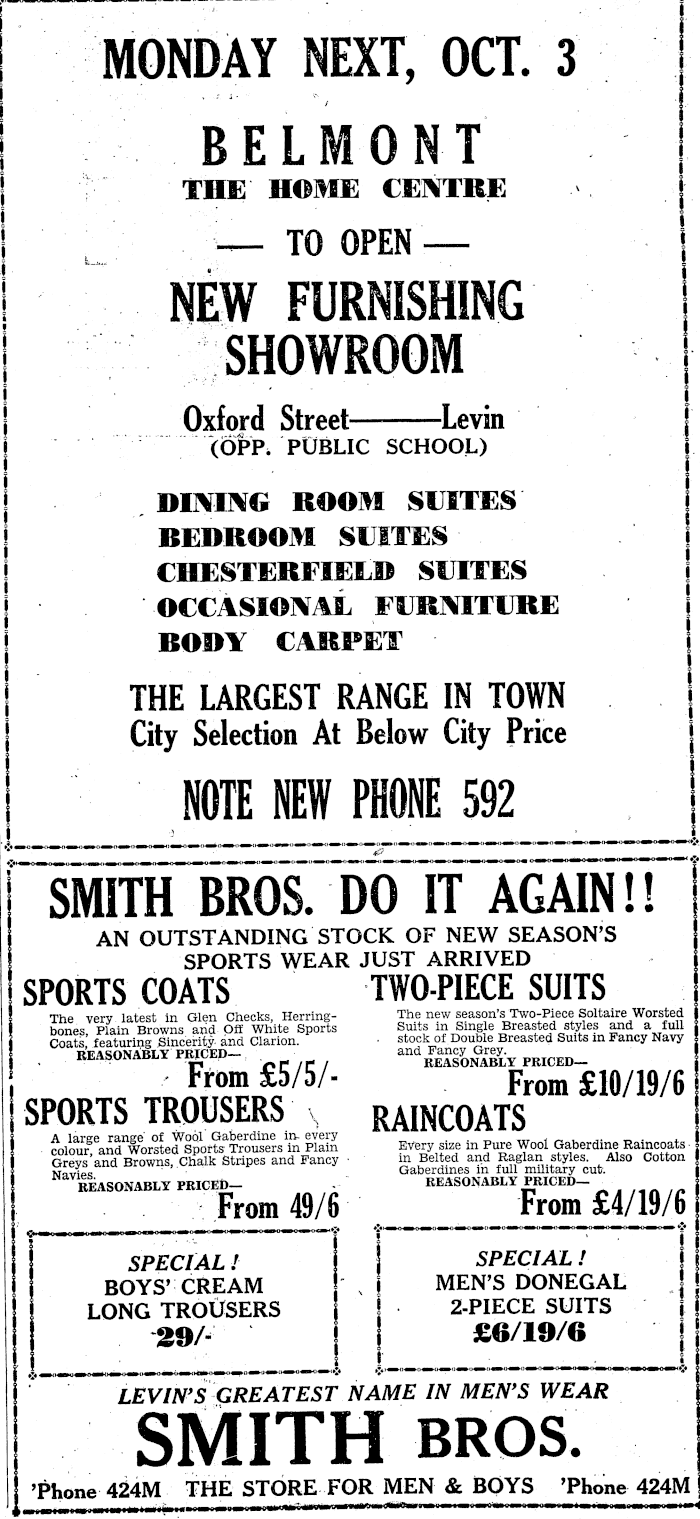 MONDAY NEXT, OCT. 3
BELMONT
THE HOME CENTRE
— TO OPEN —
NEW FURNISHING
SHOWROOM
Oxford Street———Levin
(OPP. PUBLIC SCHOOL)
DINING ROOM SUITES
BEDROOM SUITES
CHESTERFIELD SUITES
OCCASIONAL FURNITURE
BODY CARPET
THE LARGEST RANGE IN TOWN
City Selection At Below City Price
NOTE NEW PHONE 592
SMITH BROS. DO IT AGAIN!!
AN OUTSTANDING STOCK OF NEW SEASON'S
SPORTS WEAR JUST ARRIVED
SPORTS COATS
The very latest in Glen Checks, Herring-
bones, Plain Browns and Off White Sports
Coats, featuring Sincerity and Clarion.
REASONABLY PRICED—
From £5/5/-
SPORTS TROUSERS
A large range of Wool Gaberdine in every
colour, and Worsted Sports Trousers in Plain
Greys and Browns, Chalk Stripes and Fancy
Navies.
REASONABLY PRICED—
From 49/6
TWO-PIECE SUITS
The new season's Two-Piece Soltaire Worsted
Suits in Single Breasted styles and a full
stock of Double Breasted Suits in Fancy Navy
and Fancy Grey.
REASONABLY PRICED—
From £10/19/6
RAINCOATS
Every size in Pure Wool Gaberdine Raincoats
in Belted and Raglan styles. Also Cotton
Gaberdines in full military cut.
REASONABLY PRICED—
From £4/19/6
SPECIAL!
BOYS' CREAM
LONG TROUSERS
29/-
SPECIAL!
MEN'S DONEGAL
2-PIECE SUITS
£6/19/6
LEVIN'S GREATEST NAME IN MEN'S WEAR
SMITH BROS.
'Phone 424M THE STORE FOR MEN & BOYS 'Phone 424M